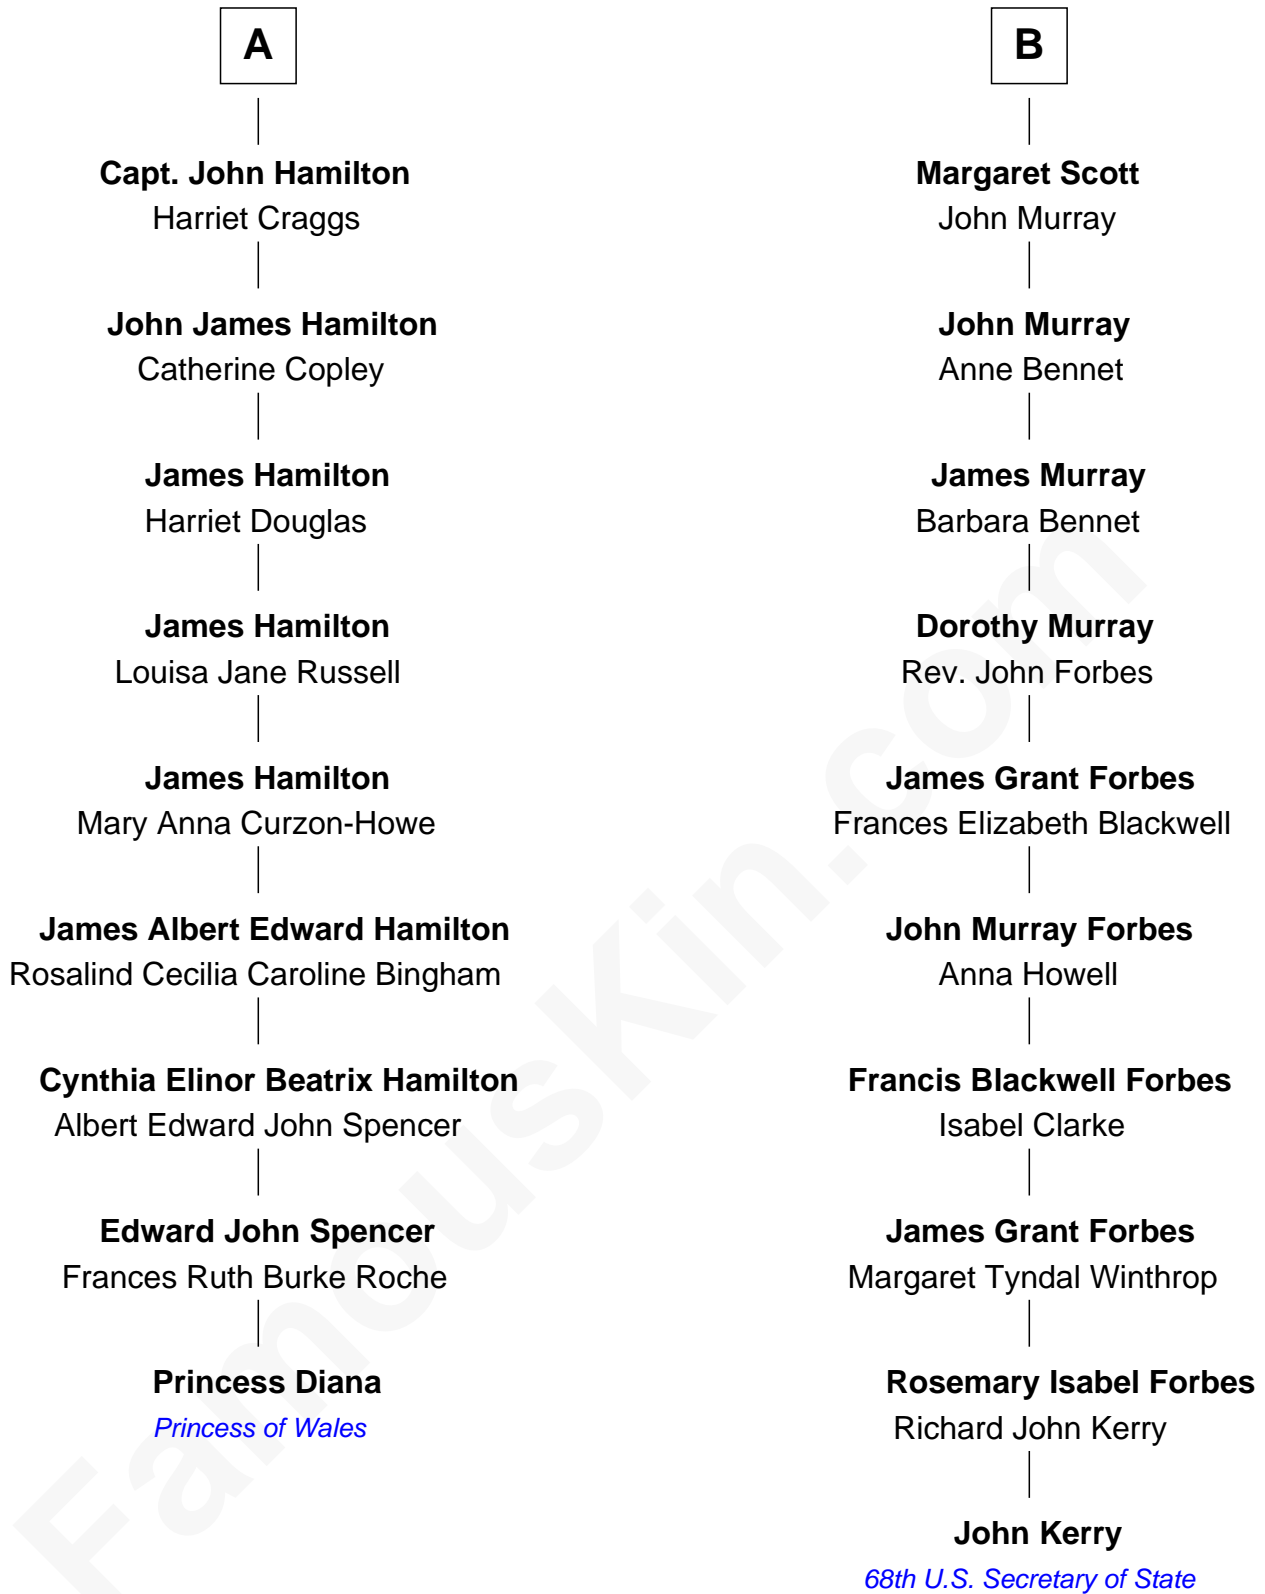 A
Capt. John Hamilton
Harriet Craggs
John James Hamilton
Catherine Copley
James Hamilton
Harriet Douglas
James Hamilton
Louisa Jane Russell
James Hamilton
Mary Anna Curzon-Howe
James Albert Edward Hamilton
Rosalind Cecilia Caroline Bingham
Cynthia Elinor Beatrix Hamilton
Albert Edward John Spencer
Edward John Spencer
Frances Ruth Burke Roche
Princess Diana
Princess of Wales
B
Margaret Scott
John Murray
John Murray
Anne Bennet
James Murray
Barbara Bennet
Dorothy Murray
Rev. John Forbes
James Grant Forbes
Frances Elizabeth Blackwell
John Murray Forbes
Anna Howell
Francis Blackwell Forbes
Isabel Clarke
James Grant Forbes
Margaret Tyndal Winthrop
Rosemary Isabel Forbes
Richard John Kerry
John Kerry
68th U.S. Secretary of State
FamousKin.com